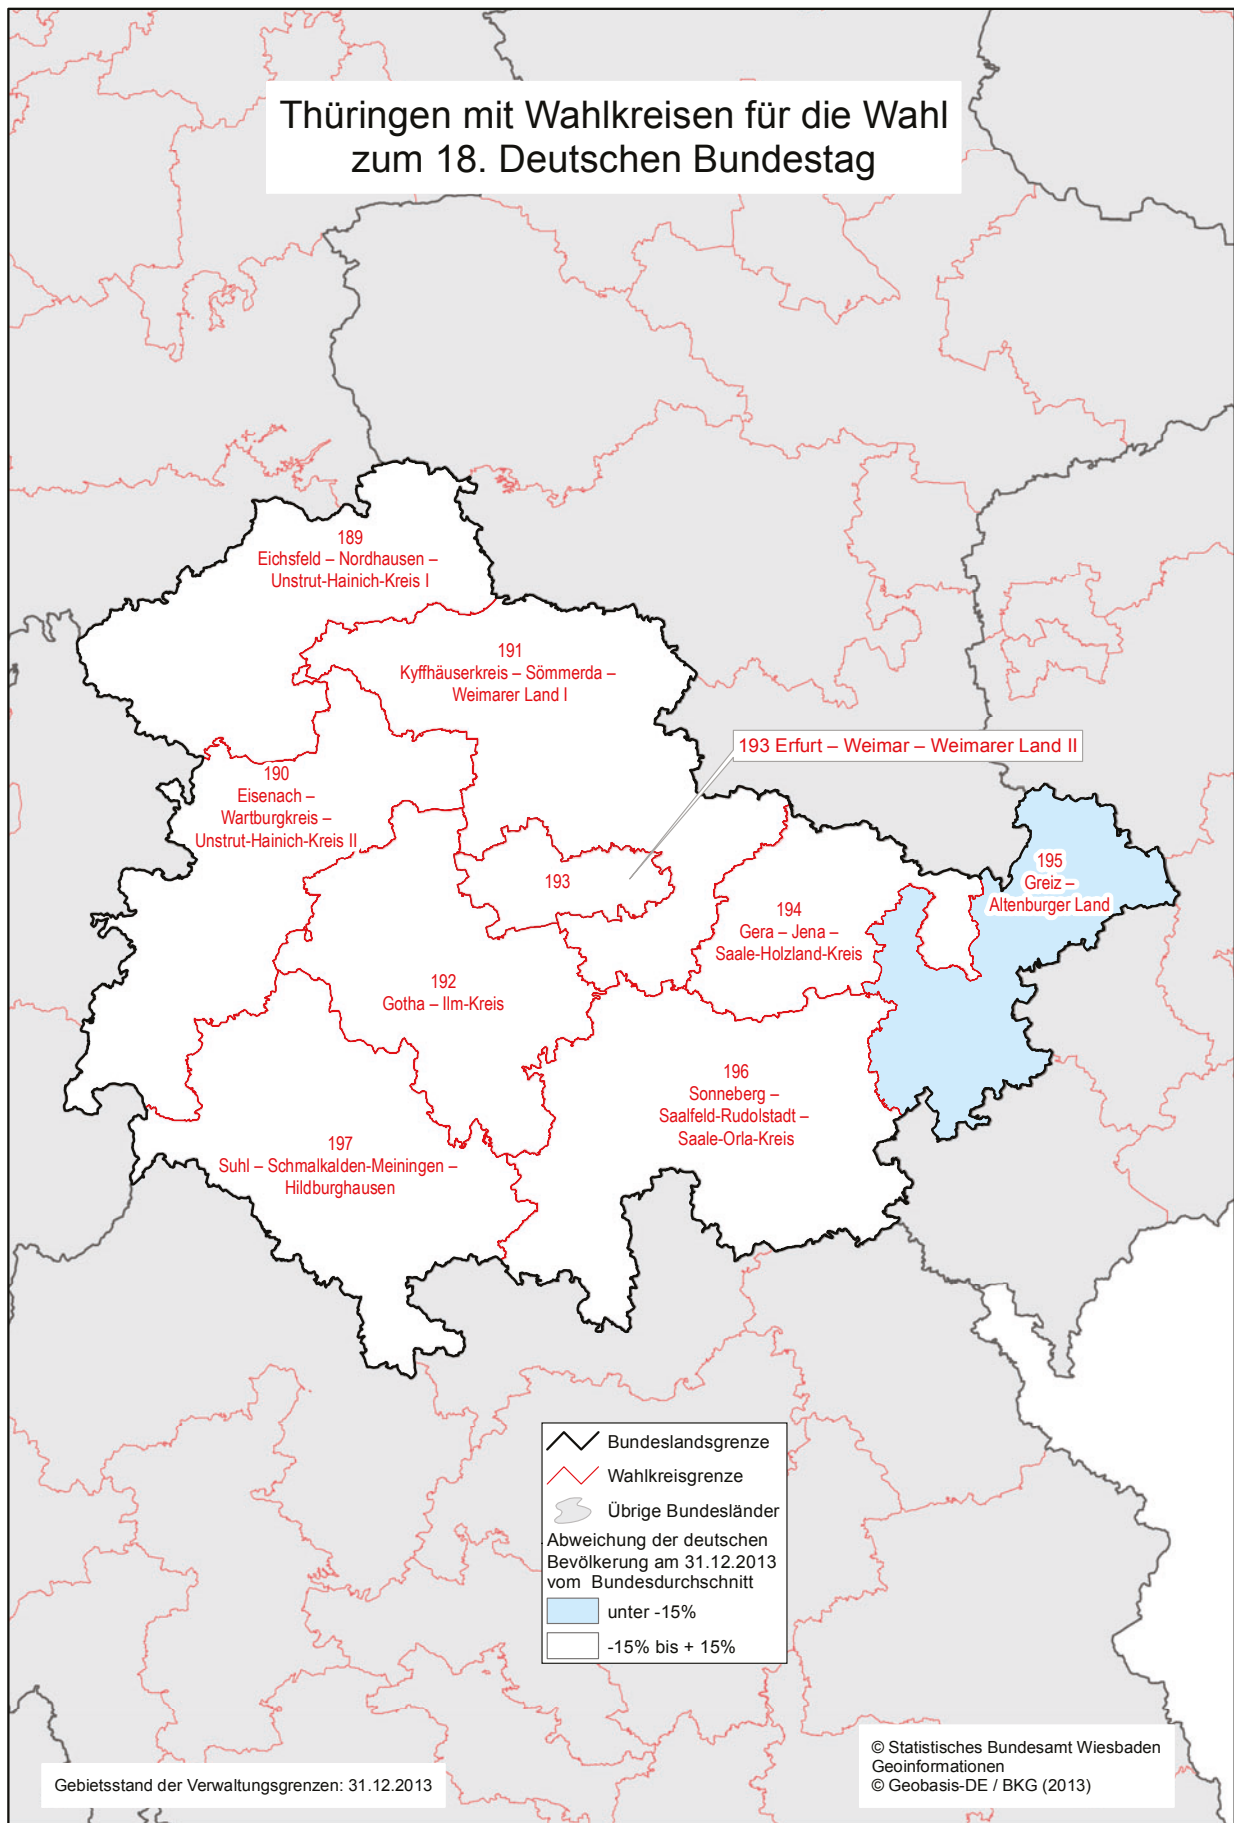 Thüringen mit Wahlkreisen für die Wahl
zum 18. Deutschen Bundestag
189
Eichsfeld – Nordhausen –
Unstrut-Hainich-Kreis I
191
Kyffhäuserkreis – Sömmerda –
Weimarer Land I
193 Erfurt – Weimar – Weimarer Land II
190
Eisenach –
Wartburgkreis –
Unstrut-Hainich-Kreis II
193
195
Greiz –
Altenburger Land
194
Gera – Jena –
Saale-Holzland-Kreis
192
Gotha – Ilm-Kreis
196
Sonneberg –
Saalfeld-Rudolstadt –
Saale-Orla-Kreis
197
Suhl – Schmalkalden-Meiningen –
Hildburghausen
Bundeslandsgrenze
Wahlkreisgrenze
Übrige Bundesländer
Abweichung der deutschen
Bevölkerung am 31.12.2013
vom Bundesdurchschnitt
unter -15%
-15% bis + 15%
Gebietsstand der Verwaltungsgrenzen: 31.12.2013
© Statistisches Bundesamt Wiesbaden
Geoinformationen
© Geobasis-DE / BKG (2013)